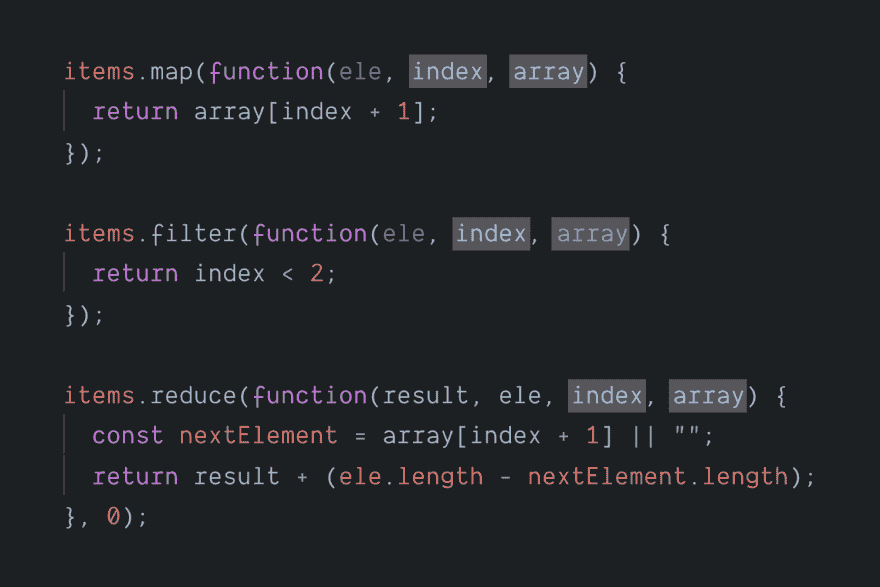 items.map(function(ele, index, array) {
  return array[index + 1];
});

items.filter(function(ele, index, array) {
  return index < 2;
});

items.reduce(function(result, ele, index, array) {
  const nextElement = array[index + 1] || "";
  return result + (ele.length - nextElement.length);
}, 0);